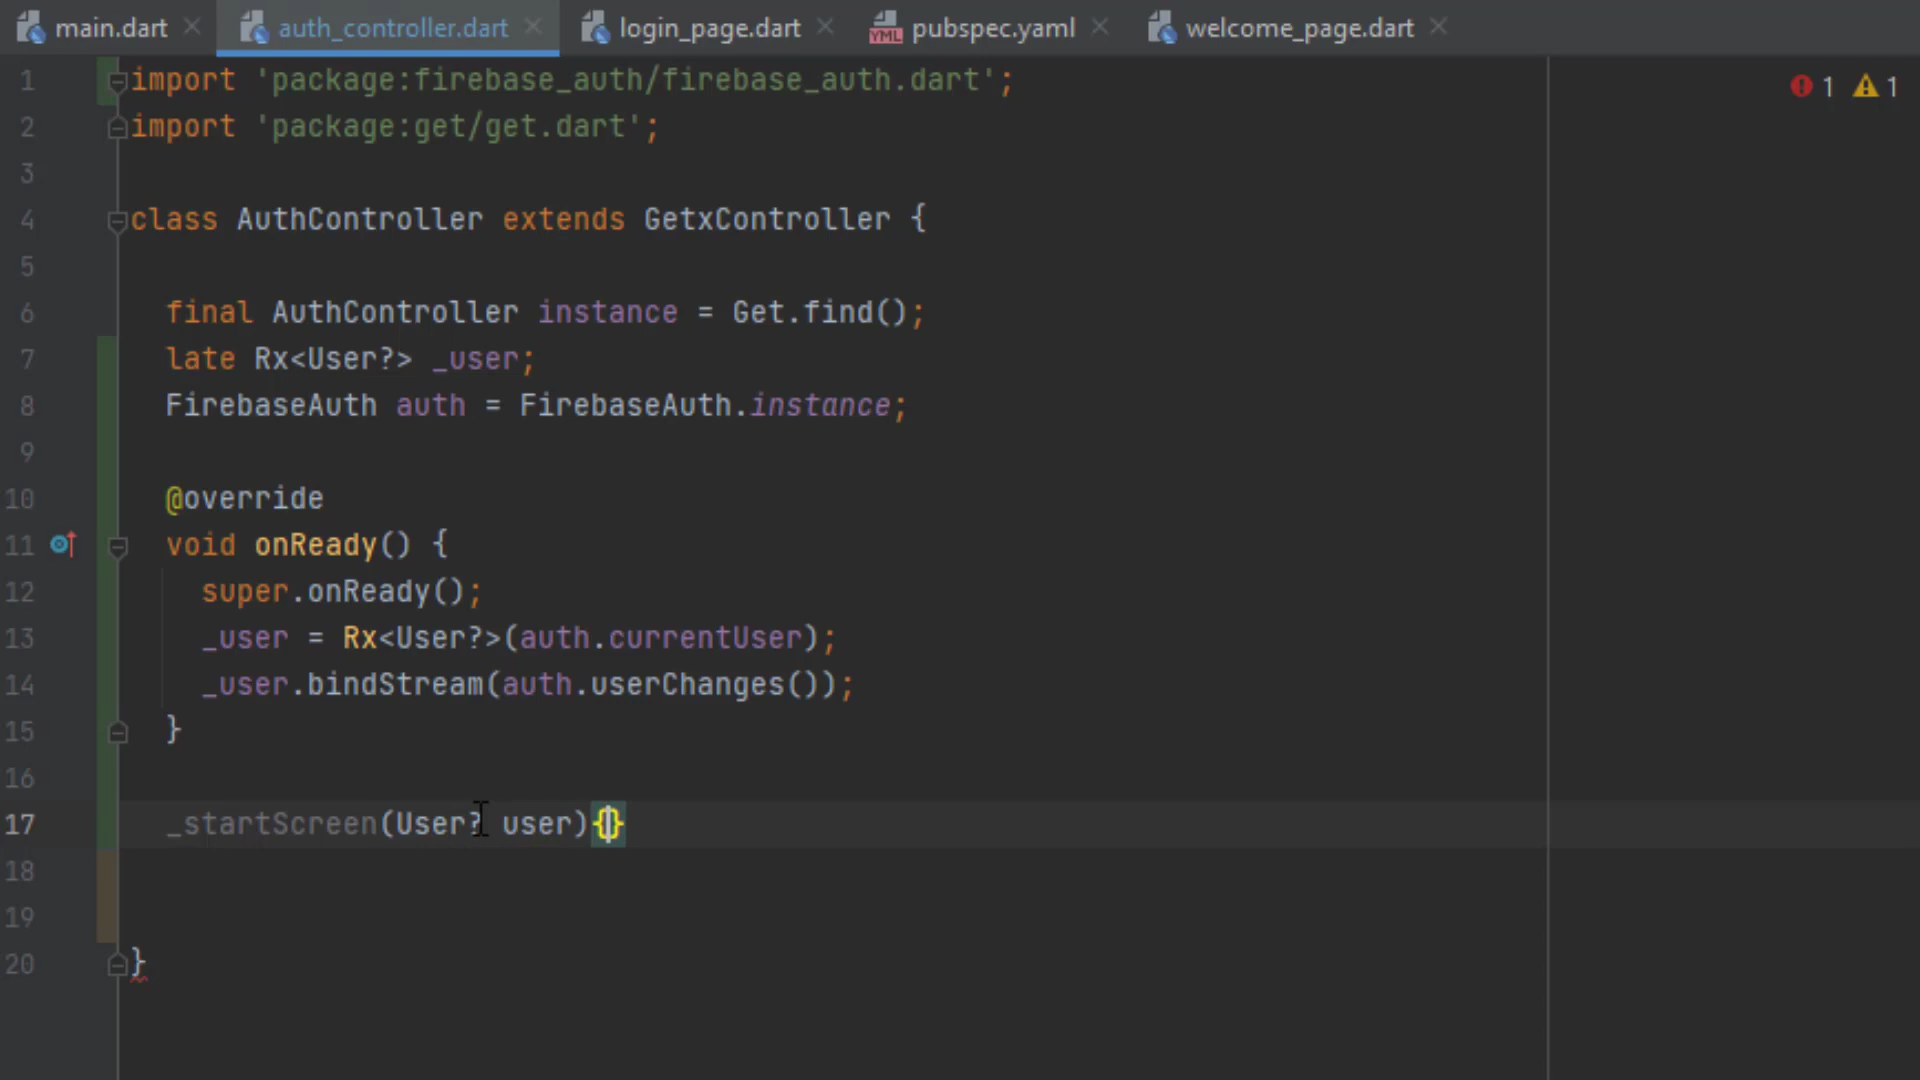 main.dart auth_controller.dart login_page.dart YML pubspec.yaml welcome_page.dart
1 import 'package:firebase_auth/firebase_auth.dart'; 1 1
2 import 'package:get/get.dart';
3
4 class AuthController extends GetxController {
5
6 final AuthController instance = Get.find();
7 late Rx<User?> _user;
8 FirebaseAuth auth = FirebaseAuth.instance;
9
10 @override
11 void onReady() {
12 super.onReady();
13 _user = Rx<User?>(auth.currentUser);
14 _user.bindStream(auth.userChanges());
15 }
16
17 _startScreen(User? user){}
18
19
20 }